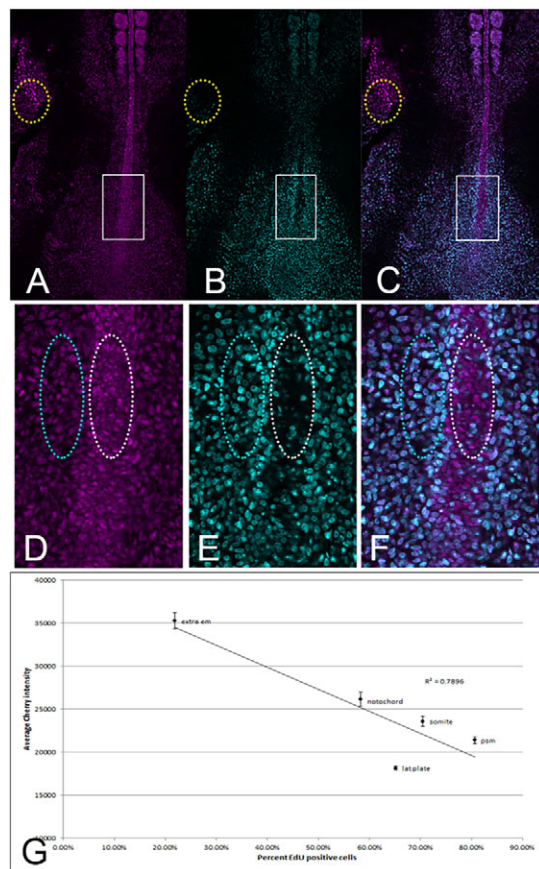 A
B
C
D
E
F
40000
35000
30000
25000
20000
15000
10000
Average Cherry intensity
extra em
notochord
R² = 0.7896
somite
psm
lat.plate
0.00%
10.00%
20.00%
30.00%
40.00%
50.00%
60.00%
70.00%
80.00%
90.00%
Percent EdU positive cells
G